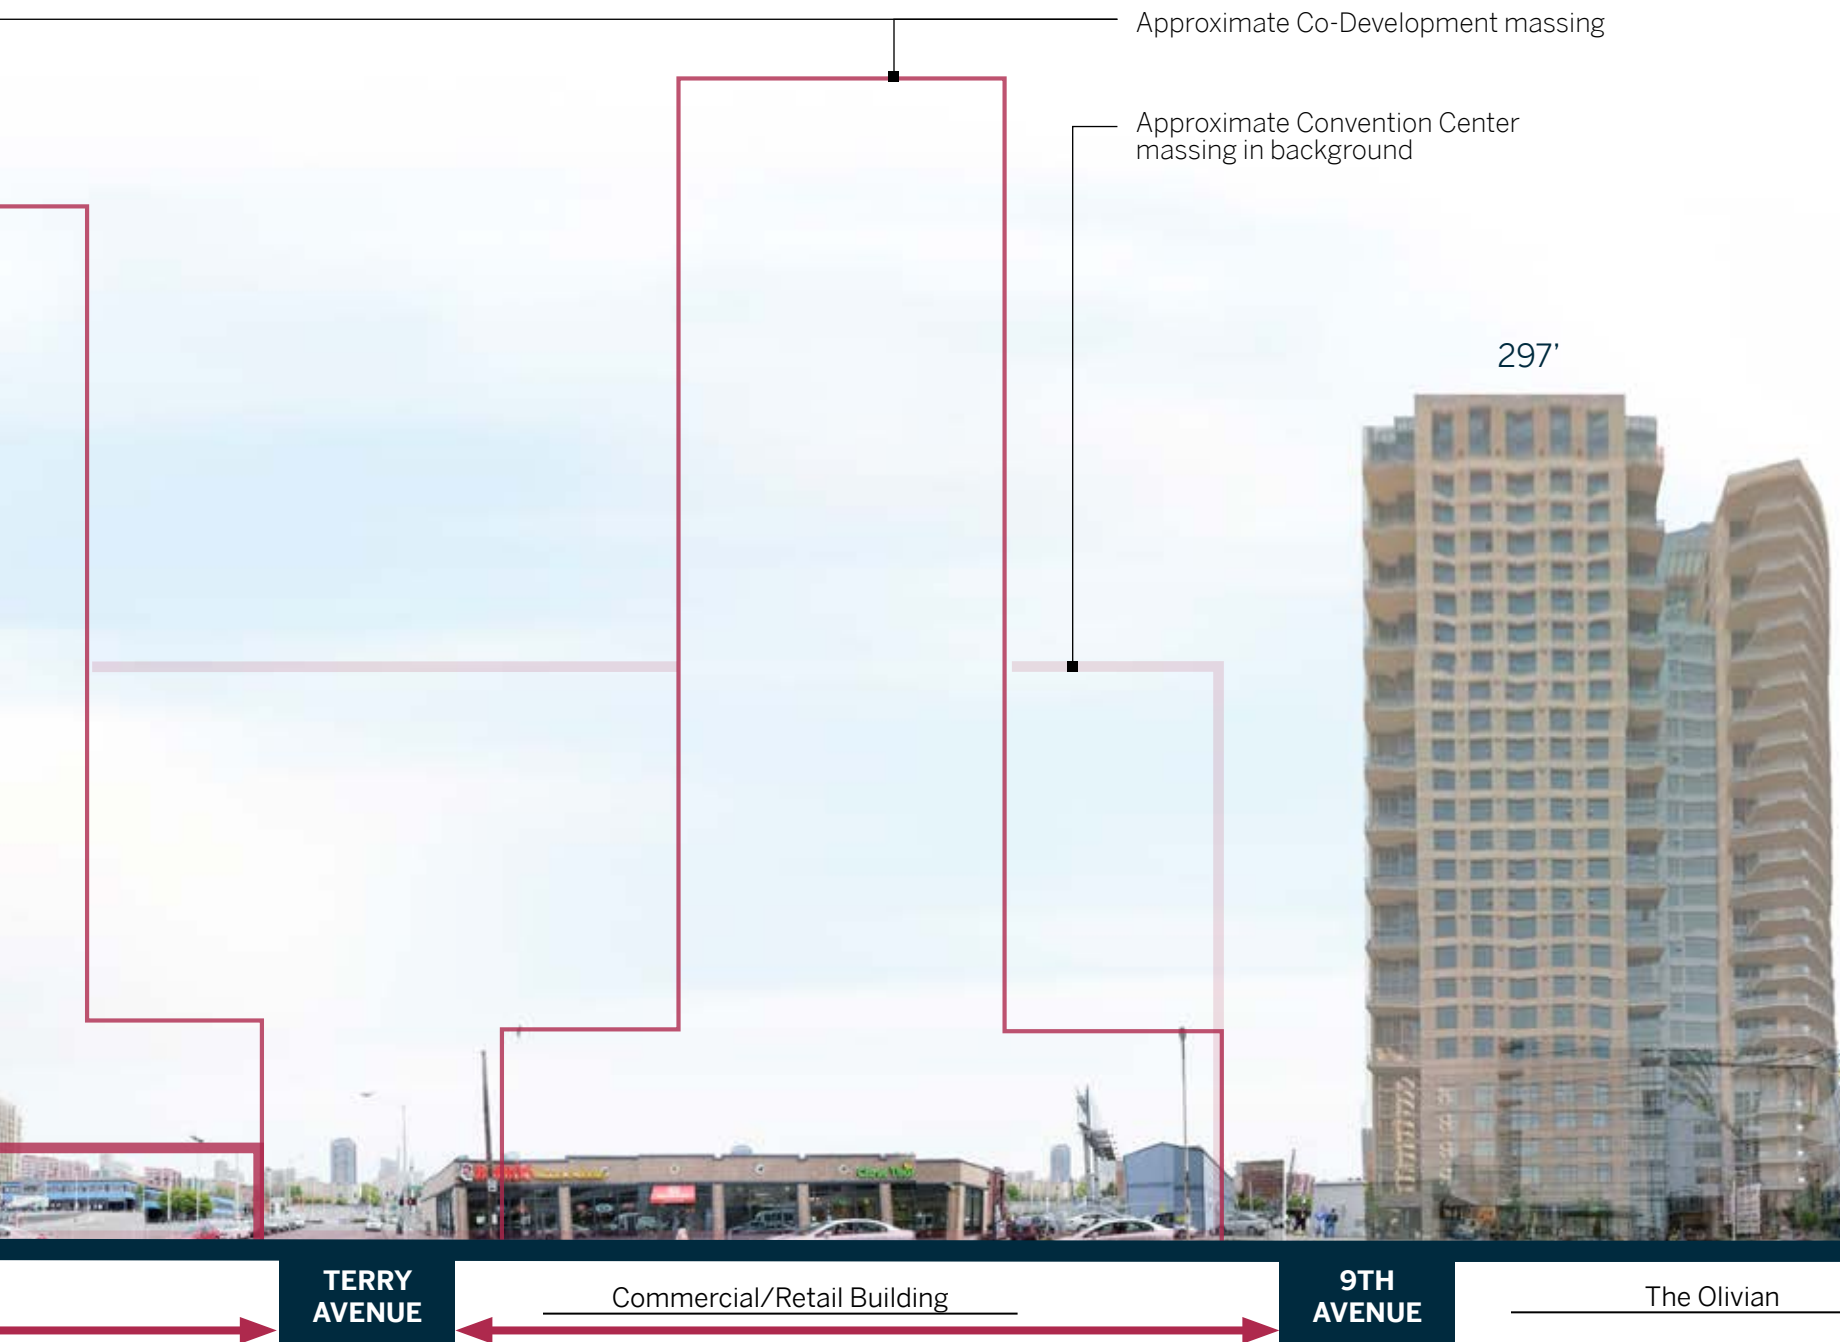 Approximate Co-Development massing
Approximate Convention Center
massing in background
297’
TERRY
AVENUE
Commercial/Retail Building
9TH
AVENUE
The Olivian